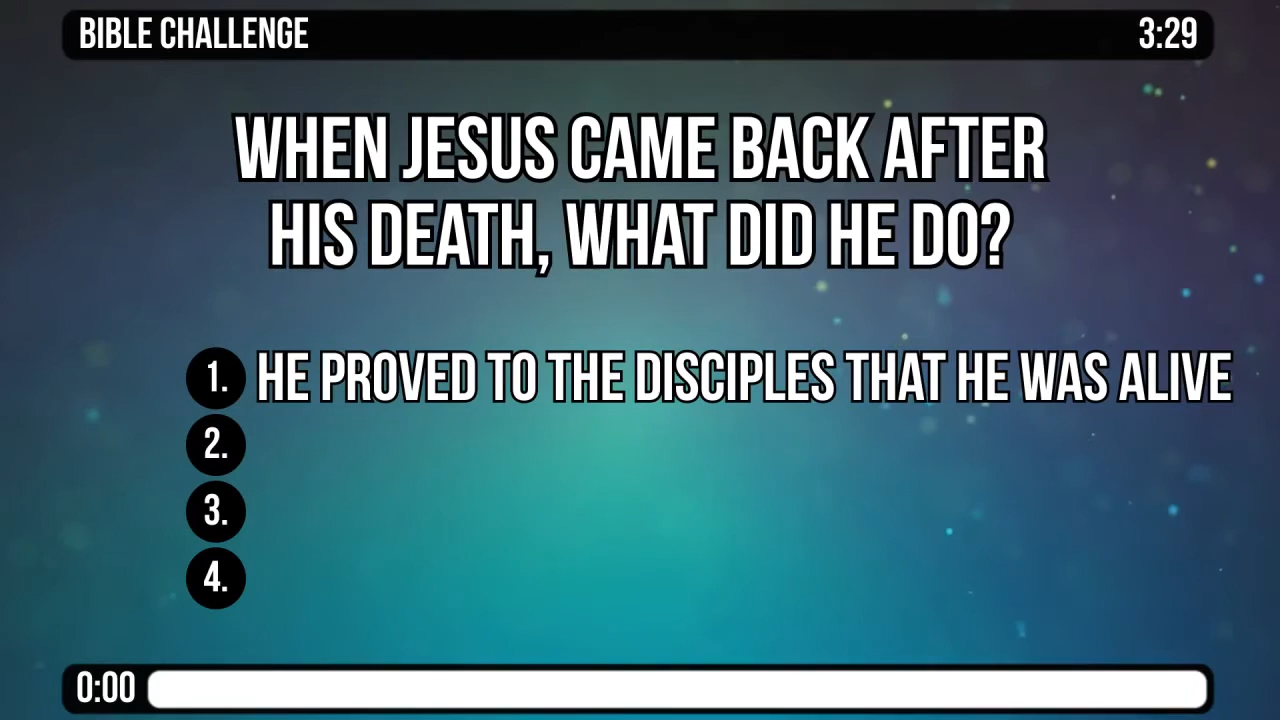 BIBLE CHALLENGE 3:29
WHEN JESUS CAME BACK AFTER
HIS DEATH, WHAT DID HE DO?
1. HE PROVED TO THE DISCIPLES THAT HE WAS ALIVE
2.
3.
4.
0:00